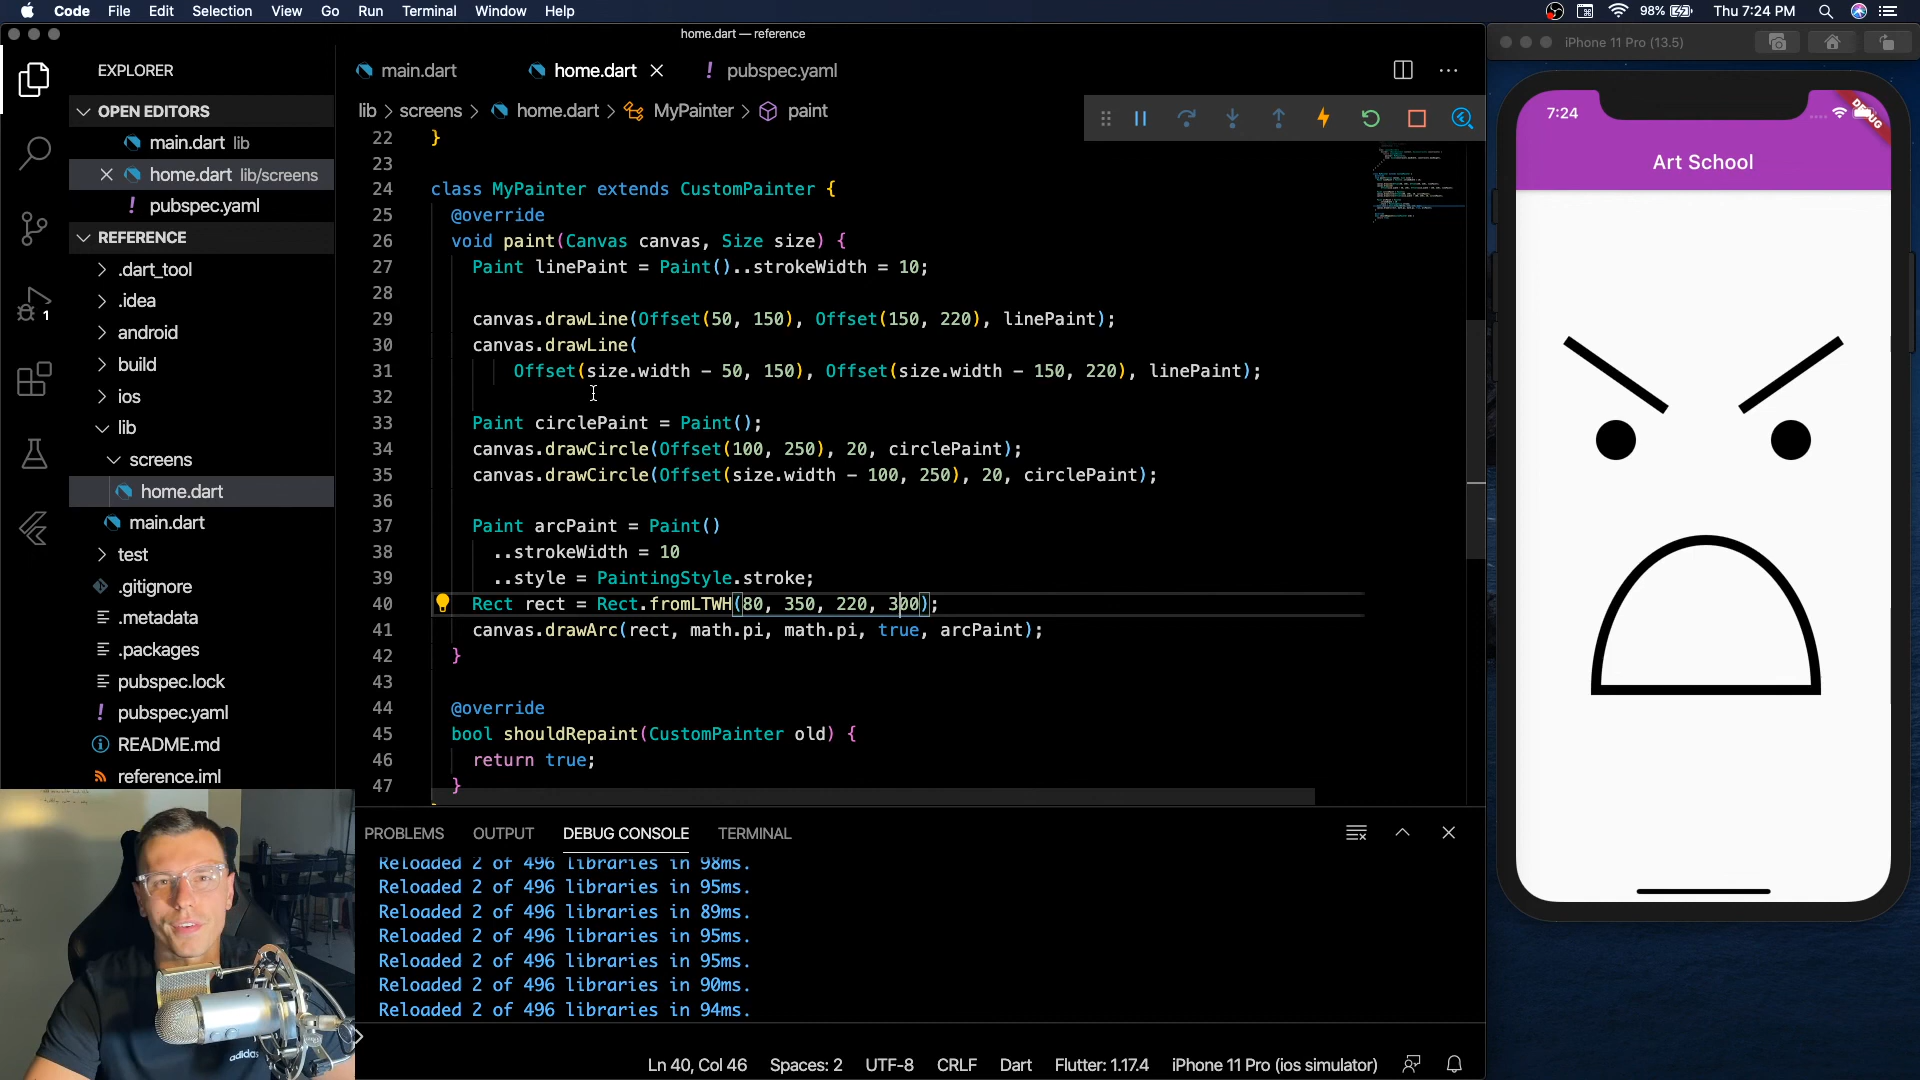 Code File Edit Selection View Go Run Terminal Window Help
98% Thu 7:24 PM
home.dart — reference
iPhone 11 Pro (13.5)
EXPLORER
OPEN EDITORS
main.dart lib
home.dart lib/screens
! pubspec.yaml
REFERENCE
.dart_tool
.idea
android
build
ios
lib
screens
home.dart
main.dart
test
.gitignore
.metadata
.packages
pubspec.lock
! pubspec.yaml
README.md
reference.iml
1
main.dart home.dart ! pubspec.yaml
lib > screens > home.dart > MyPainter > paint
22 }
23
24 class MyPainter extends CustomPainter {
25 @override
26 void paint(Canvas canvas, Size size) {
27 Paint linePaint = Paint()..strokeWidth = 10;
28
29 canvas.drawLine(Offset(50, 150), Offset(150, 220), linePaint);
30 canvas.drawLine(
31 Offset(size.width - 50, 150), Offset(size.width - 150, 220), linePaint);
32
33 Paint circlePaint = Paint();
34 canvas.drawCircle(Offset(100, 250), 20, circlePaint);
35 canvas.drawCircle(Offset(size.width - 100, 250), 20, circlePaint);
36
37 Paint arcPaint = Paint()
38 ..strokeWidth = 10
39 ..style = PaintingStyle.stroke;
40 Rect rect = Rect.fromLTWH(80, 350, 220, 300);
41 canvas.drawArc(rect, math.pi, math.pi, true, arcPaint);
42 }
43
44 @override
45 bool shouldRepaint(CustomPainter old) {
46 return true;
47 }
PROBLEMS OUTPUT DEBUG CONSOLE TERMINAL
Reloaded 2 of 496 libraries in 98ms.
Reloaded 2 of 496 libraries in 95ms.
Reloaded 2 of 496 libraries in 89ms.
Reloaded 2 of 496 libraries in 95ms.
Reloaded 2 of 496 libraries in 95ms.
Reloaded 2 of 496 libraries in 90ms.
Reloaded 2 of 496 libraries in 94ms.
Ln 40, Col 46 Spaces: 2 UTF-8 CRLF Dart Flutter: 1.17.4 iPhone 11 Pro (ios simulator)
7:24
DEBUG
Art School
adidas